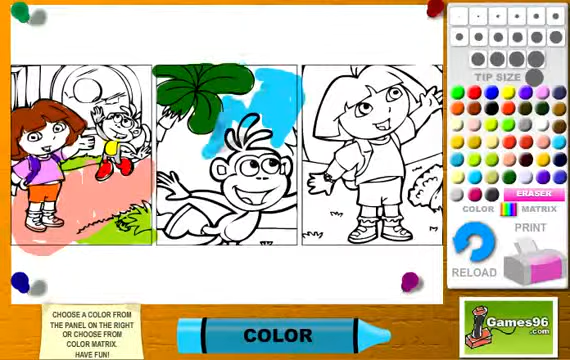 TIP SIZE
ERASER
COLOR MATRIX
PRINT
RELOAD
CHOOSE A COLOR FROM
THE PANEL ON THE RIGHT
OR CHOOSE FROM
COLOR MATRIX.
HAVE FUN!
COLOR
Games96
.com